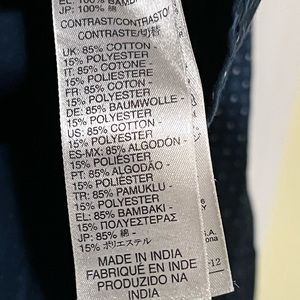 JP: 100% 綿
CONTRAST/CONTRASTO/
CONTRASTE/
UK: 85% COTTON -
15% POLYESTER
IT: 85% COTONE -
15% POLIESTERE
FR: 85% COTON -
15% POLYESTER
DE: 85% BAUMWOLLE -
15% POLYESTER
US: 85% COTTON -
15% POLYESTER
ES-MX: 85% ALGODÓN -
15% POLIÉSTER
PT: 85% ALGODÃO -
15% POLIÉSTER
TR: 85% PAMUKLU -
15% POLYESTER
EL: 85% BAMBAKI -
15% ΠΟΛΥΕΣΤΕΡΑΣ
JP: 85% 綿 -
15% ポリエステル
MADE IN INDIA
FABRIQUÉ EN INDE
PRODUZIDO NA
INDIA
-12